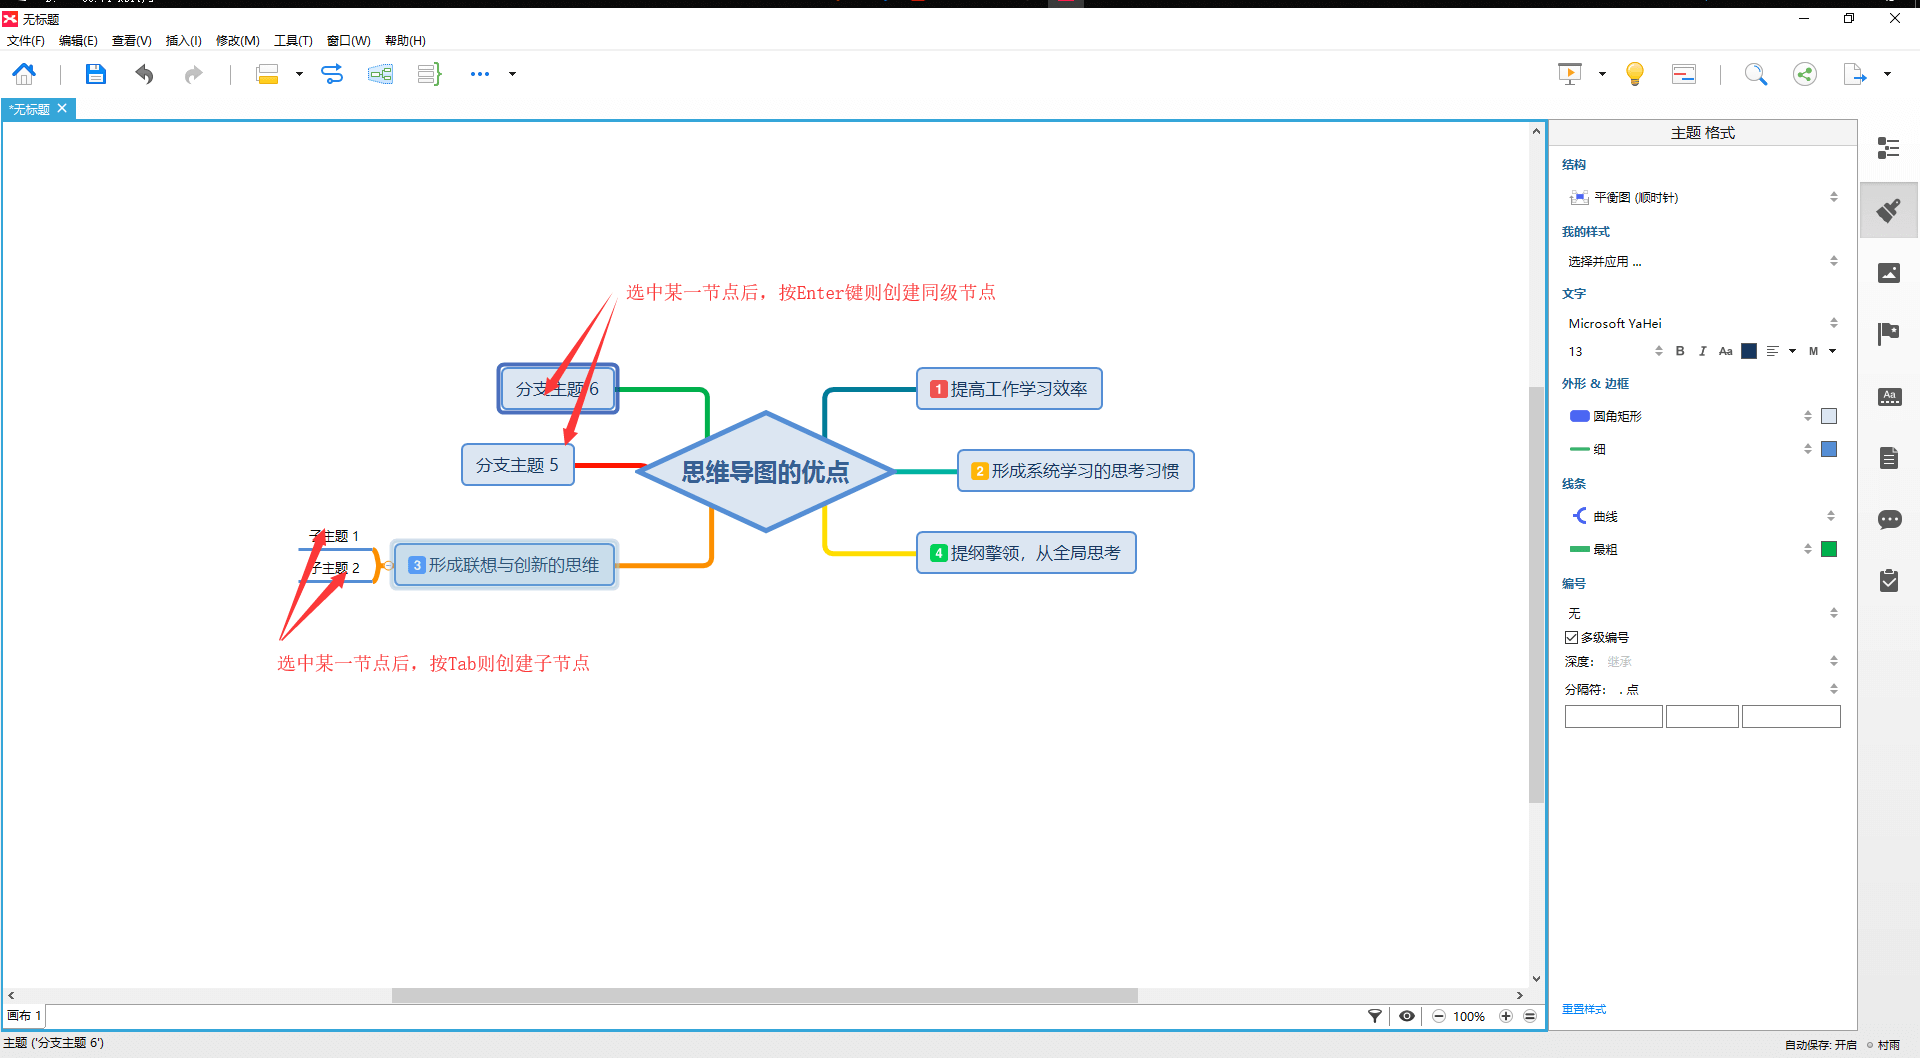 无标题
文件(F) 编辑(E) 查看(V) 插入(I) 修改(M) 工具(T) 窗口(W) 帮助(H)
*无标题
主题 格式
结构
平衡图 (顺时针)
我的样式
选择并应用 ...
文字
Microsoft YaHei
13 B I Aa M
外形 & 边框
圆角矩形
细
线条
曲线
最粗
编号
无
多级编号
深度： 继承
分隔符： . 点
重置样式
选中某一节点后，按Enter键则创建同级节点
分支主题 6
分支主题 5
思维导图的优点
1 提高工作学习效率
2 形成系统学习的思考习惯
4 提纲擎领，从全局思考
子主题 1
子主题 2
3 形成联想与创新的思维
选中某一节点后，按Tab则创建子节点
Aa
画布 1
100%
主题 ('分支主题 6')
自动保存: 开启 村雨